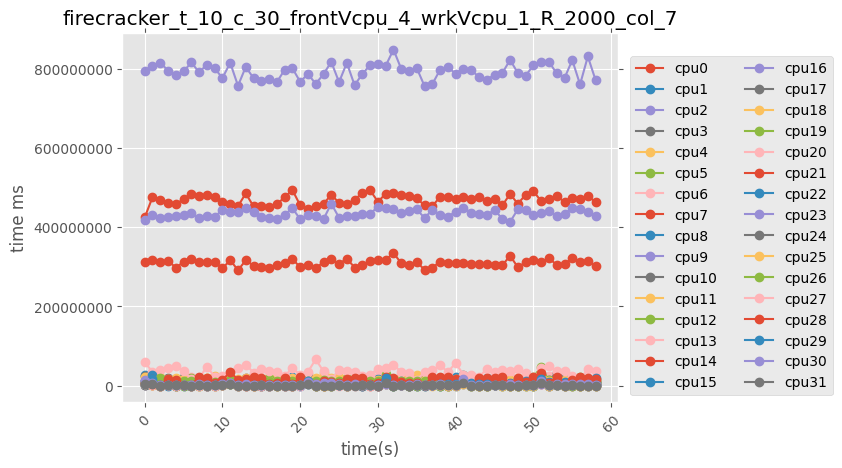 firecracker_t_10_c_30_frontVcpu_4_wrkVcpu_1_R_2000_col_7
time ms
800000000
600000000
400000000
200000000
0
0
10
20
30
40
50
60
time(s)
cpu0
cpu1
cpu2
cpu3
cpu4
cpu5
cpu6
cpu7
cpu8
cpu9
cpu10
cpu11
cpu12
cpu13
cpu14
cpu15
cpu16
cpu17
cpu18
cpu19
cpu20
cpu21
cpu22
cpu23
cpu24
cpu25
cpu26
cpu27
cpu28
cpu29
cpu30
cpu31